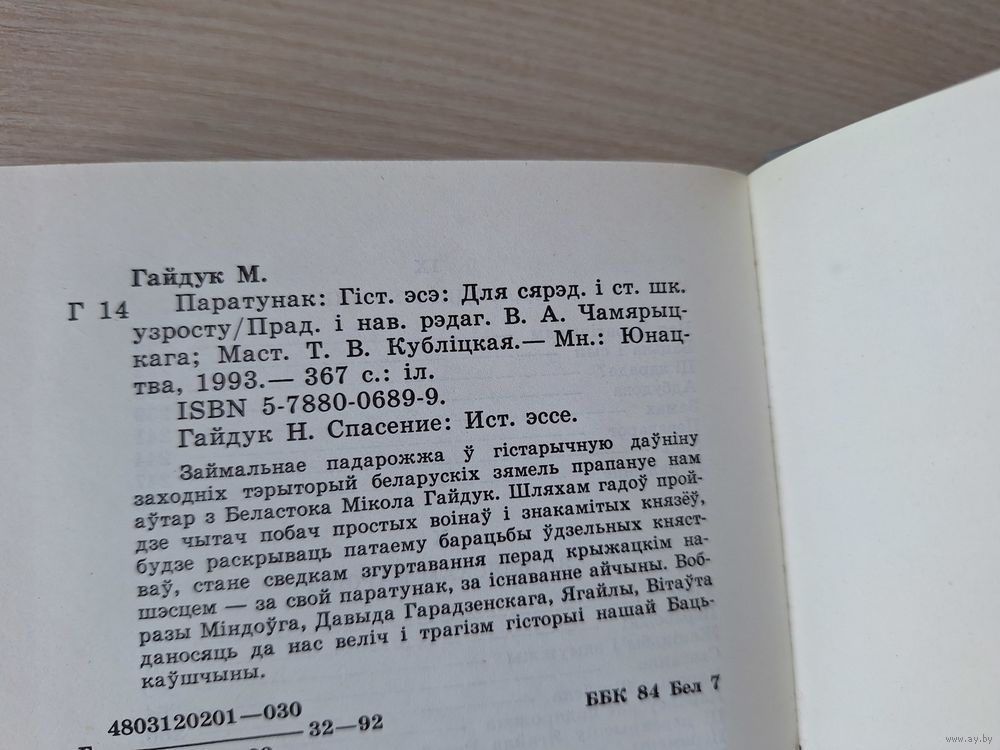 Гайдук М.
Г 14 Паратунак: Гіст. эсэ: Для сярэд. і ст. шк.
узросту/Прад. і нав. рэдаг. В. А. Чамярыц-
кага; Маст. Т. В. Кубліцкая.— Мн.: Юнац-
тва, 1993.— 367 с.: іл.
ISBN 5-7880-0689-9.
Гайдук Н. Спасение: Ист. эссе.
Займальнае падарожжа ў гістарычную даўніну
заходніх тэрыторый беларускіх зямель прапануе нам
аўтар з Беластока Мікола Гайдук. Шляхам гадоў прой-
дзе чытач побач простых воінаў і знакамітых князёў,
будзе раскрываць патаему барацьбы ўдзельных княст-
ваў, стане сведкам згуртавання перад крыжацкім на-
шэсцем — за свой паратунак, за існаванне айчыны. Воб-
разы Міндоўга, Давыда Гарадзенскага, Ягайлы, Вітаўта
даносяць да нас веліч і трагізм гісторыі нашай Баць-
каўшчыны.
4803120201—030
32—92
ББК 84 Бел 7
www.ay.by